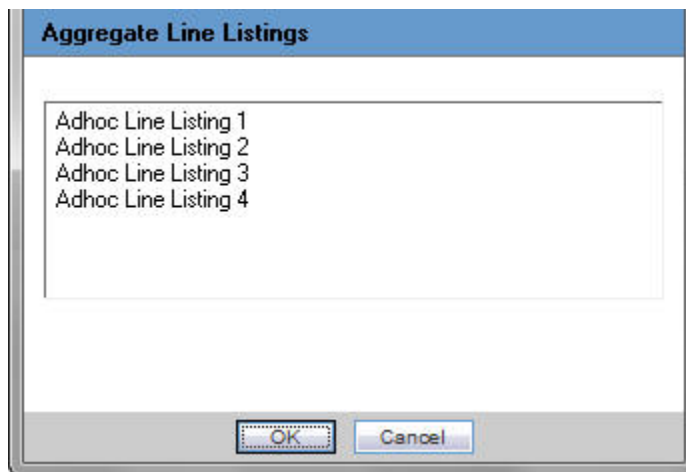 Aggregate Line Listings
Adhoc Line Listing 1
Adhoc Line Listing 2
Adhoc Line Listing 3
Adhoc Line Listing 4
OK
Cancel